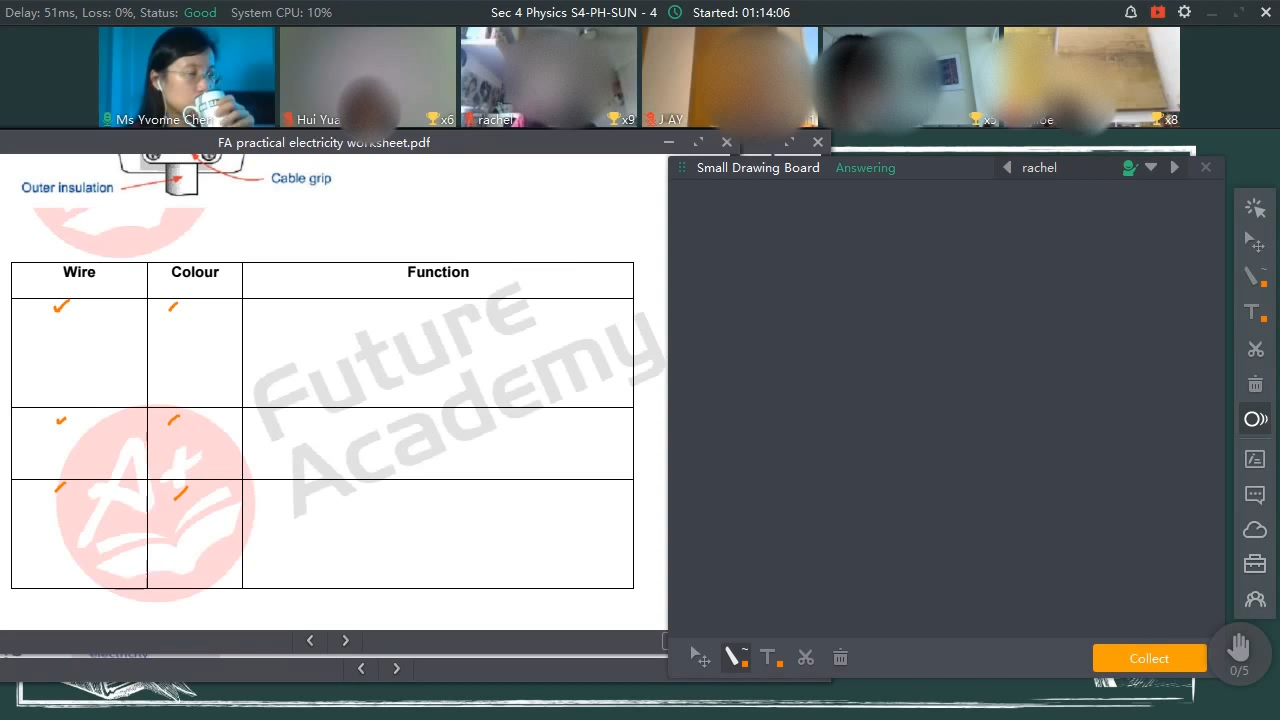 Delay: 51ms, Loss: 0%, Status: Good System CPU: 10% Sec 4 Physics S4-PH-SUN - 4 Started: 01:14:06
Ms Yvonne Hui Yua x6 rachel x9 J AY x8
FA practical electricity worksheet.pdf
Outer insulation
Cable grip
Wire Colour Function
Future
Academy
A+
Small Drawing Board Answering rachel
T
T
Collect
0/5
electricity